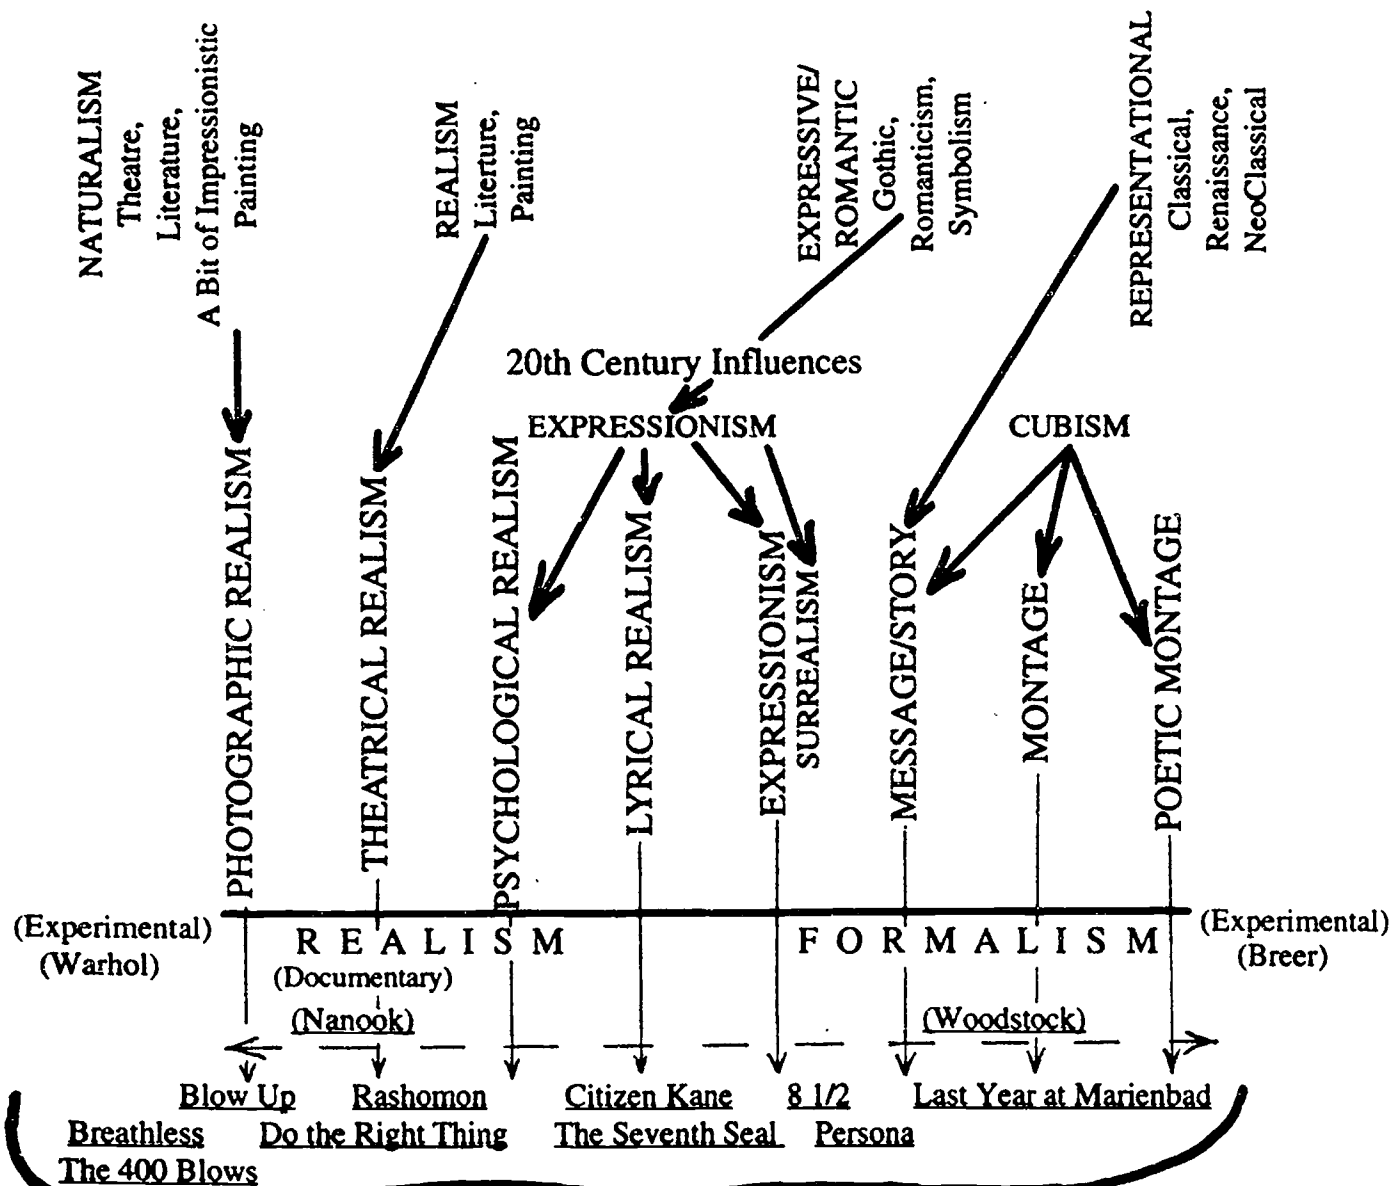 NATURALISM
Theatre,
Literature,
A Bit of Impressionistic
Painting
REALISM
Literture,
Painting
EXPRESSIVE/
ROMANTIC
Gothic,
Romanticism,
Symbolism
REPRESENTATIONAL
Classical,
Renaissance,
NeoClassical
20th Century Influences
EXPRESSIONISM
CUBISM
PHOTOGRAPHIC REALISM
THEATRICAL REALISM
PSYCHOLOGICAL REALISM
LYRICAL REALISM
EXPRESSIONISM
SURREALISM
MESSAGE/STORY
MONTAGE
POETIC MONTAGE
(Experimental)
(Warhol)
REALISM
(Documentary)
(Nanook)
FORMALISM
(Woodstock)
(Experimental)
(Breer)
Blow Up Rashomon Citizen Kane 8 1/2 Last Year at Marienbad
Breathless Do the Right Thing The Seventh Seal Persona
The 400 Blows